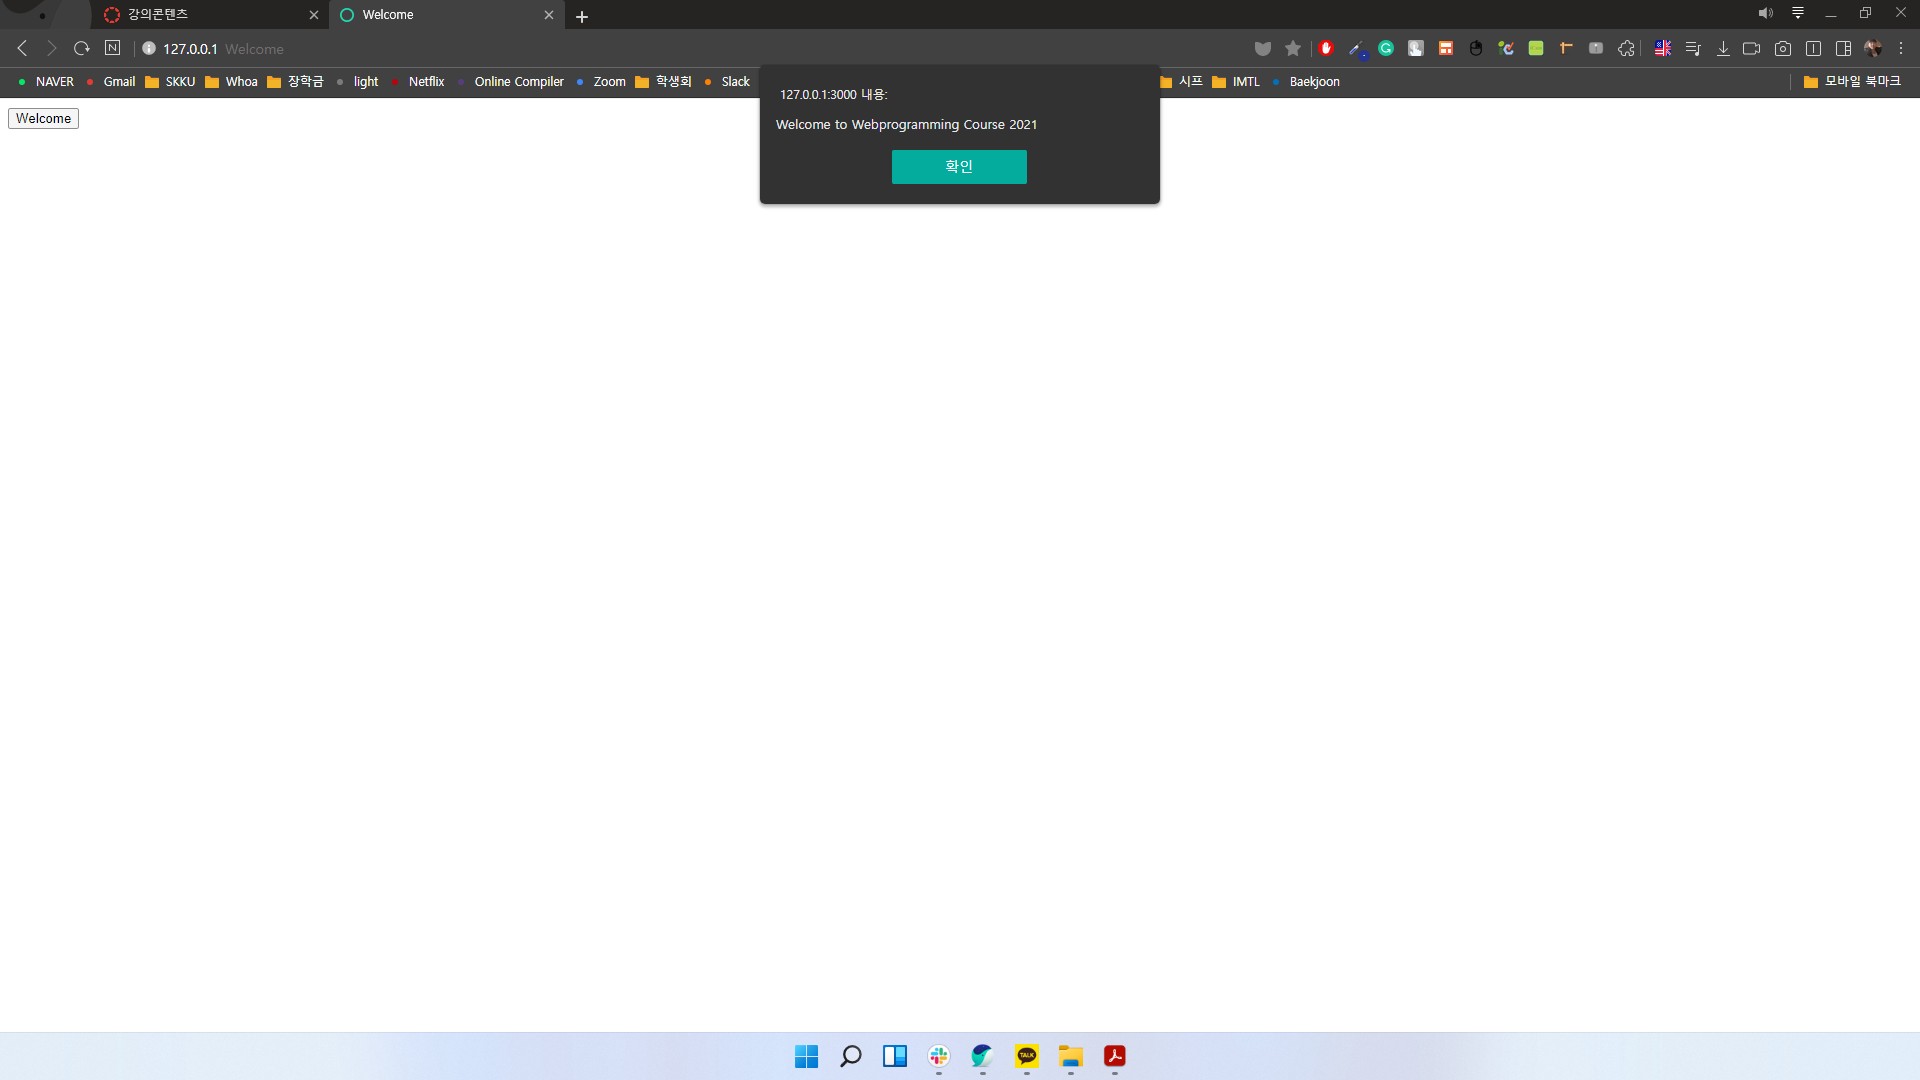 강의콘텐츠
Welcome
127.0.0.1 Welcome
NAVER Gmail SKKU Whoa 장학금 light Netflix Online Compiler Zoom 학생회 Slack 시프 IMTL Baekjoon 모바일 북마크
127.0.0.1:3000 내용:
Welcome to Webprogramming Course 2021
확인
Welcome
TALK